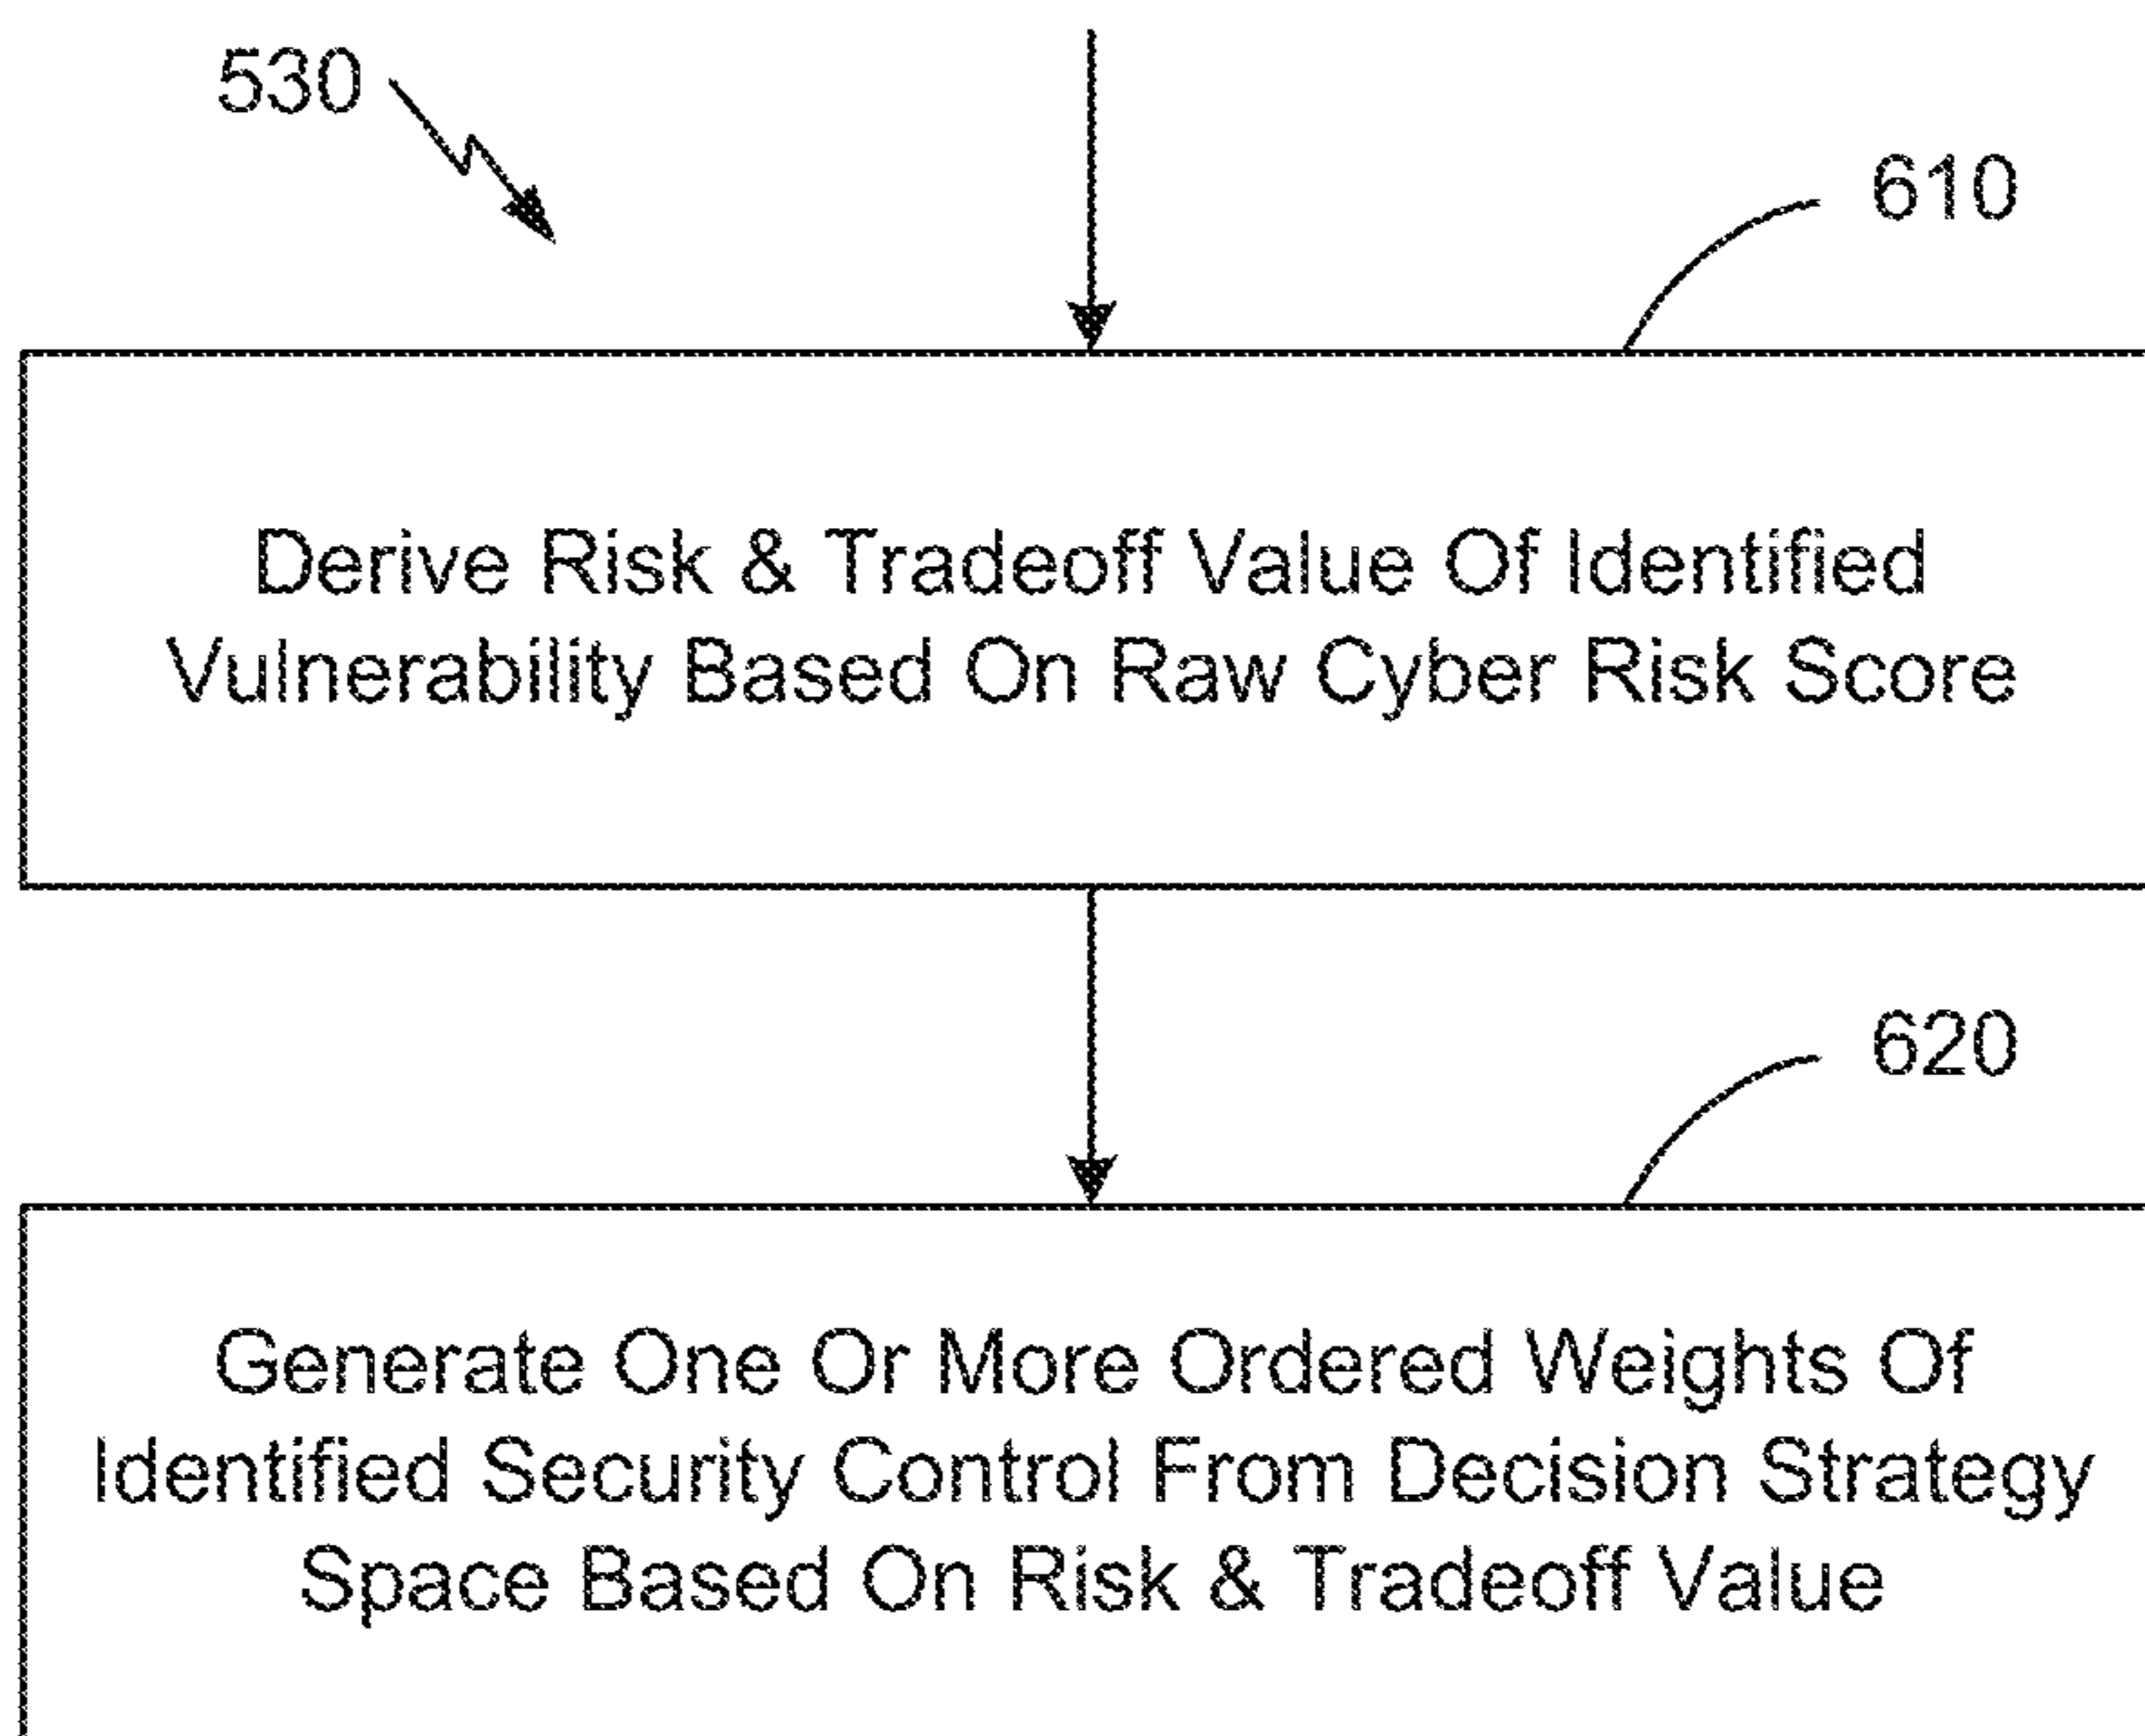 530
610
Derive Risk & Tradeoff Value Of Identified
Vulnerability Based On Raw Cyber Risk Score
620
Generate One Or More Ordered Weights Of
Identified Security Control From Decision Strategy
Space Based On Risk & Tradeoff Value